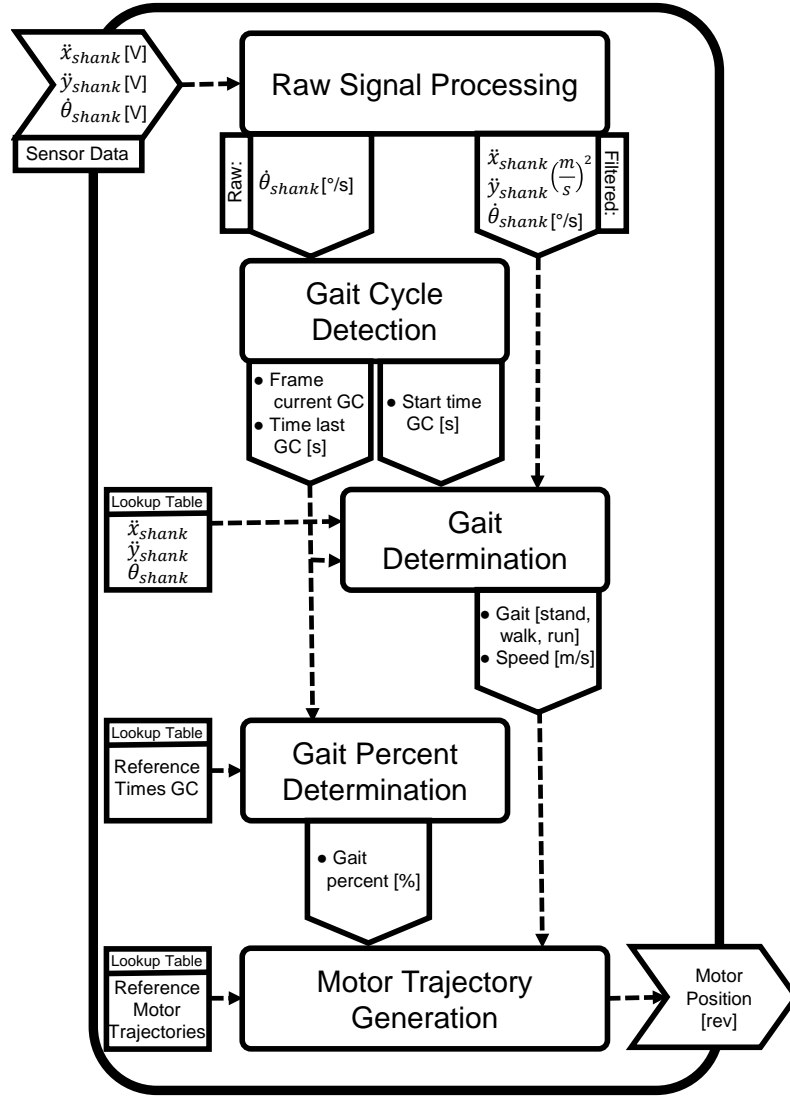 ẍ_shank [V]
ÿ_shank [V]
θ̇_shank [V]
Sensor Data
Raw Signal Processing
Raw:
θ̇_shank [°/s]
ẍ_shank
ÿ_shank (m/s)²
θ̇_shank [°/s]
Filtered:
Gait Cycle
Detection
● Frame
current GC
● Time last
GC [s]
● Start time
GC [s]
Lookup Table
ẍ_shank
ÿ_shank
θ̇_shank
Gait
Determination
● Gait [stand,
walk, run]
● Speed [m/s]
Lookup Table
Reference
Times GC
Gait Percent
Determination
● Gait
percent [%]
Lookup Table
Reference
Motor
Trajectories
Motor Trajectory
Generation
Motor
Position
[rev]